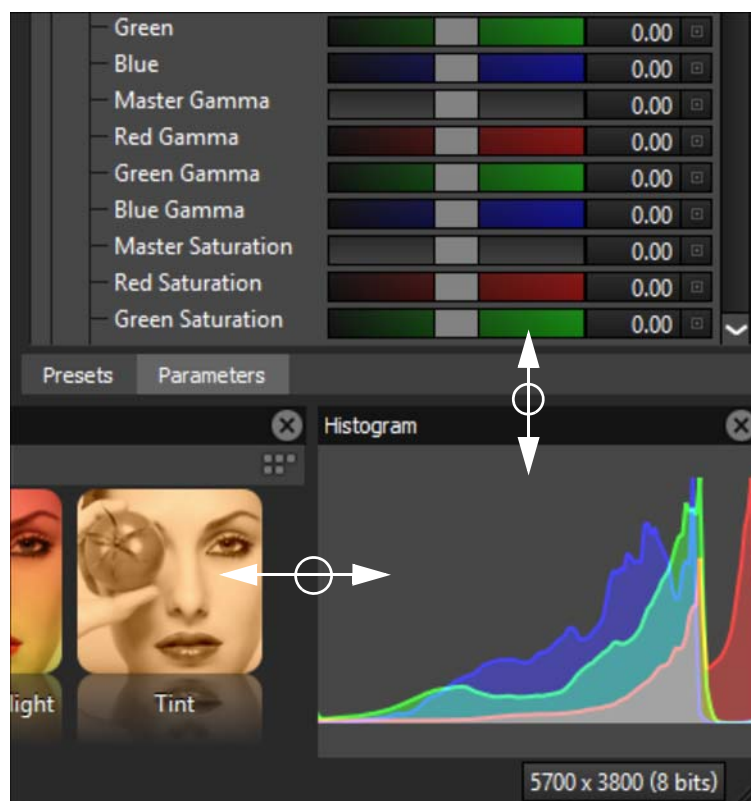 Green 0.00
Blue 0.00
Master Gamma 0.00
Red Gamma 0.00
Green Gamma 0.00
Blue Gamma 0.00
Master Saturation 0.00
Red Saturation 0.00
Green Saturation 0.00
Presets Parameters
Histogram
light Tint
5700 x 3800 (8 bits)